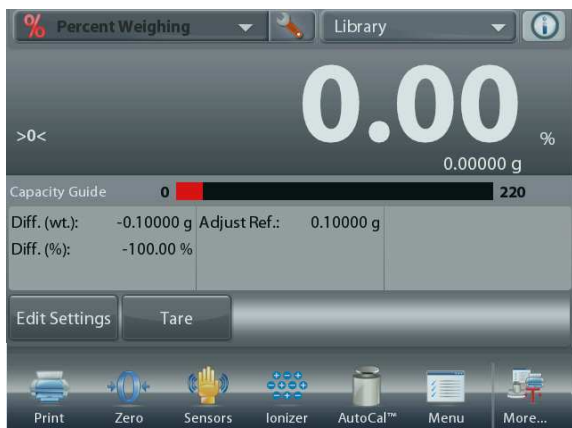 % Percent Weighing Library
0.00 %
>0<
0.00000 g
Capacity Guide 0 220
Diff. (wt.): -0.10000 g Adjust Ref.: 0.10000 g
Diff. (%): -100.00 %
Edit Settings Tare
Print Zero Sensors Ionizer AutoCal™ Menu More...